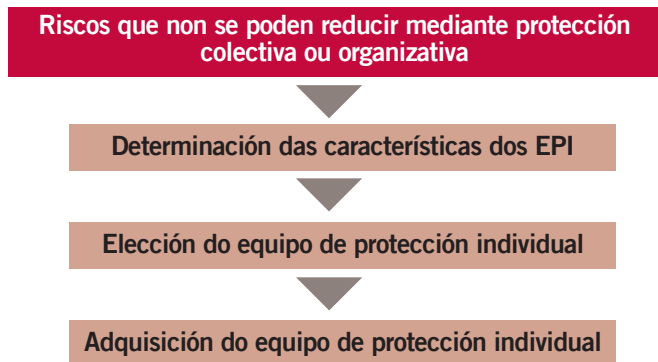 Riscos que non se poden reducir mediante protección
colectiva ou organizativa
Determinación das características dos EPI
Elección do equipo de protección individual
Adquisición do equipo de protección individual